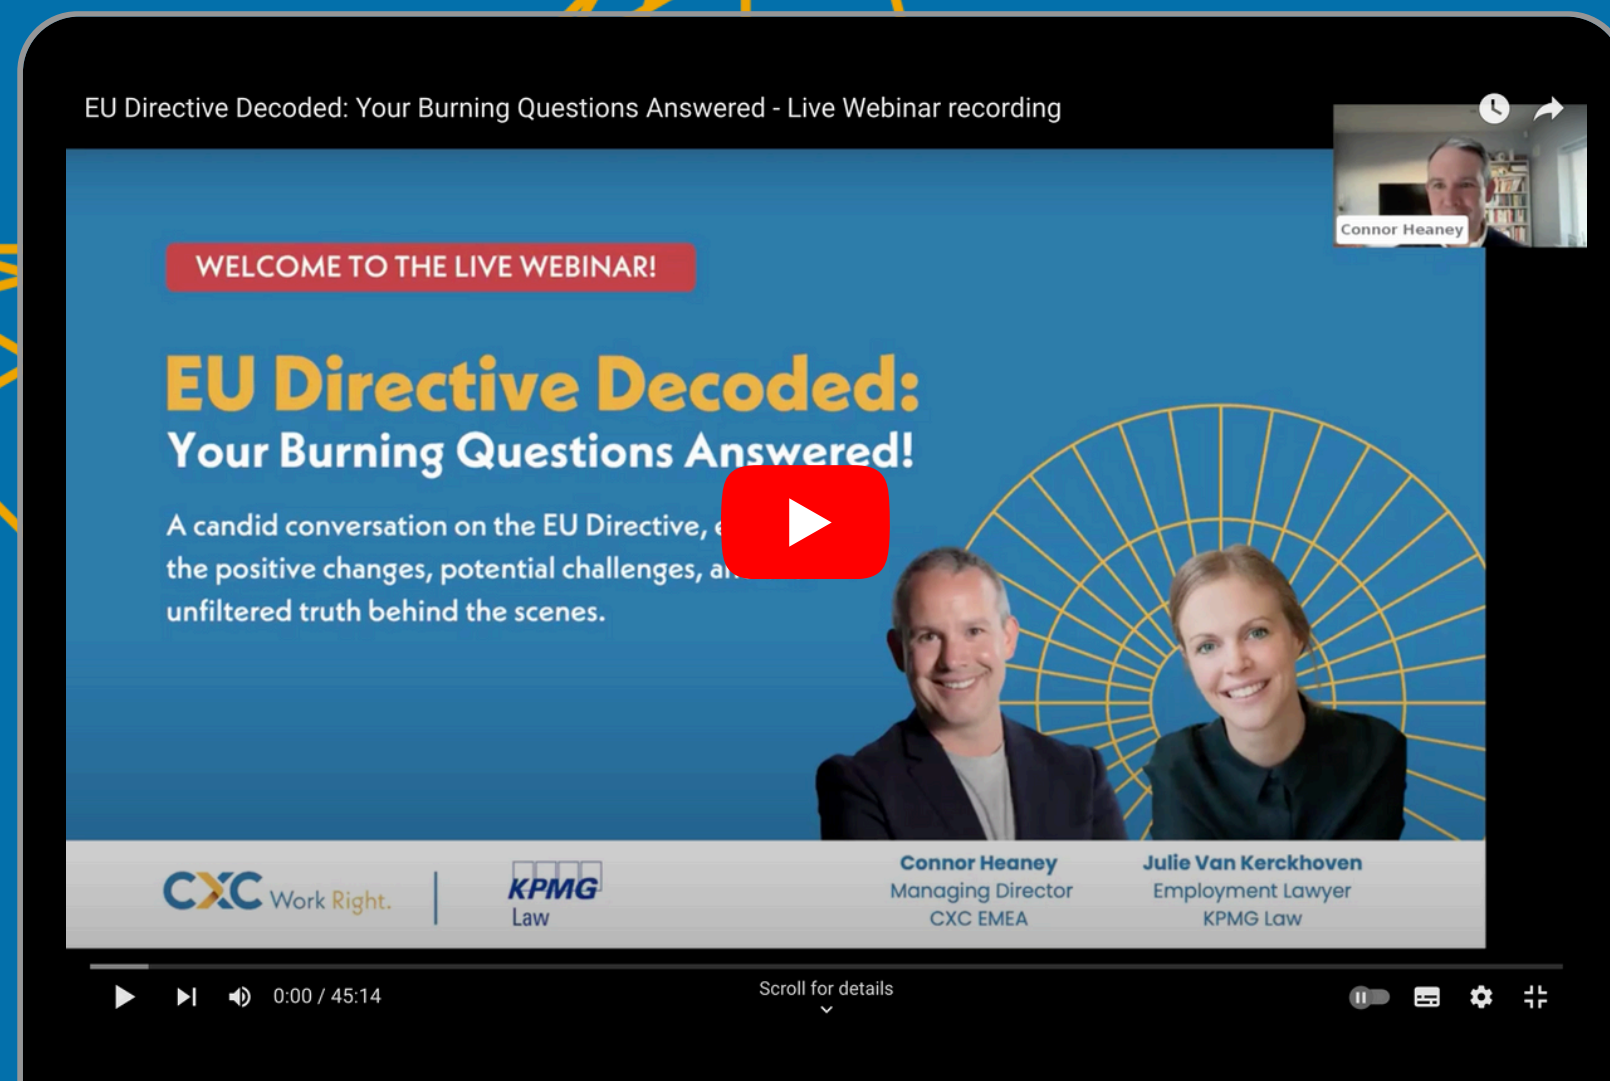 EU Directive Decoded: Your Burning Questions Answered - Live Webinar recording
Connor Heaney
WELCOME TO THE LIVE WEBINAR!
EU Directive Decoded:
Your Burning Questions Answered!
A candid conversation on the EU Directive,
the positive changes, potential challenges,
unfiltered truth behind the scenes.
CXC Work Right.
KPMG
Law
Connor Heaney
Managing Director
CXC EMEA
Julie Van Kerckhoven
Employment Lawyer
KPMG Law
0:00 / 45:14
Scroll for details